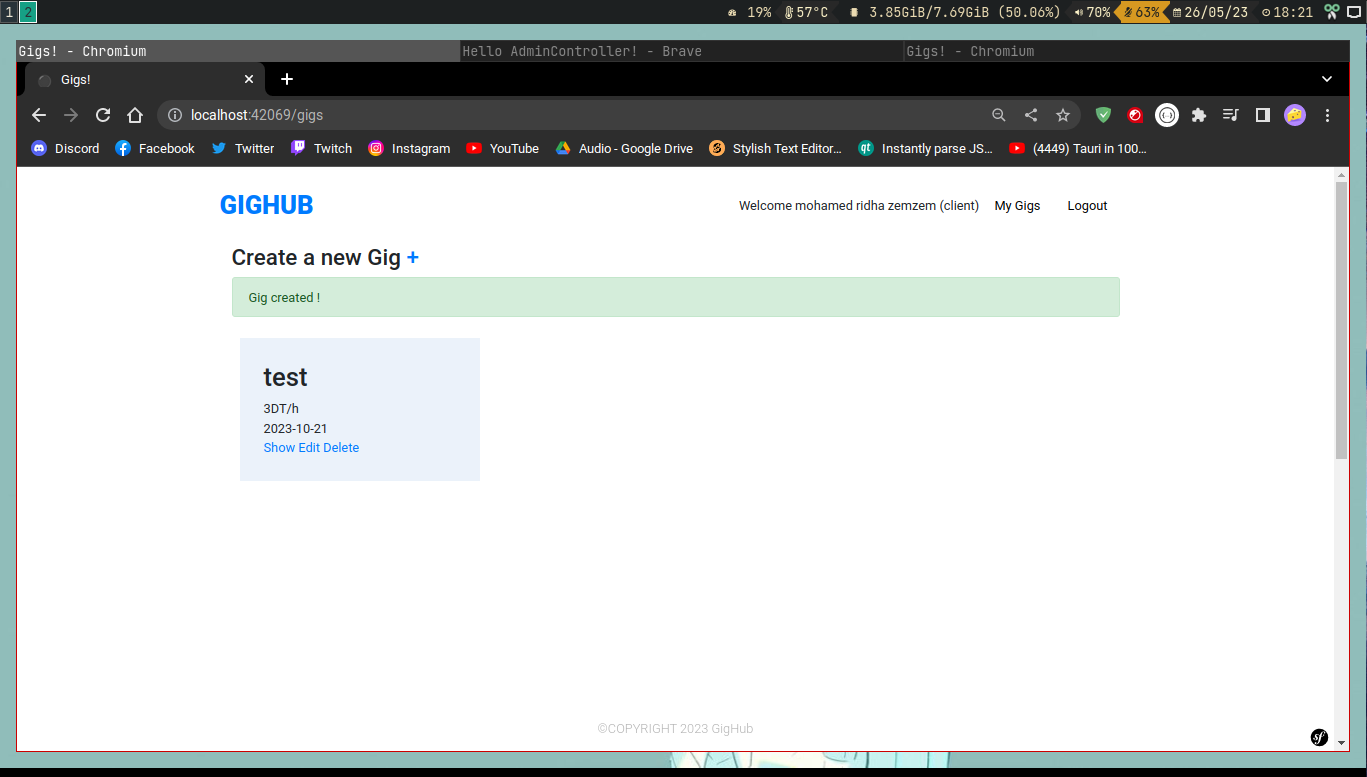 1 2 19% 57°C 3.85GiB/7.69GiB (50.06%) 70% 63% 26/05/23 18:21
Gigs! - Chromium Hello AdminController! - Brave Gigs! - Chromium
Gigs!
localhost:42069/gigs
Discord Facebook Twitter Twitch Instagram YouTube Audio - Google Drive Stylish Text Editor... Instantly parse JS... (4449) Tauri in 100...
GIGHUB Welcome mohamed ridha zemzem (client) My Gigs Logout
Create a new Gig +
Gig created !
test
3DT/h
2023-10-21
Show Edit Delete
©COPYRIGHT 2023 GigHub
sf